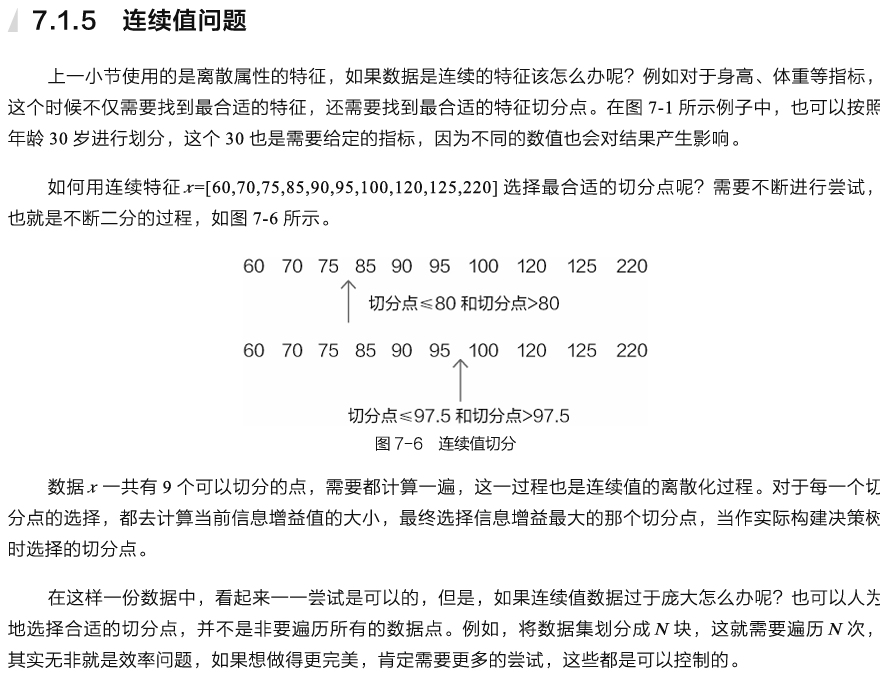 7.1.5 连续值问题
上一小节使用的是离散属性的特征，如果数据是连续的特征该怎么办呢？例如对于身高、体重等指标，
这个时候不仅需要找到最合适的特征，还需要找到最合适的特征切分点。在图 7-1 所示例子中，也可以按照
年龄 30 岁进行划分，这个 30 也是需要给定的指标，因为不同的数值也会对结果产生影响。
如何用连续特征 x=[60,70,75,85,90,95,100,120,125,220] 选择最合适的切分点呢？需要不断进行尝试，
也就是不断二分的过程，如图 7-6 所示。
60 70 75 85 90 95 100 120 125 220
切分点≤80 和切分点>80
60 70 75 85 90 95 100 120 125 220
切分点≤97.5 和切分点>97.5
图 7-6 连续值切分
数据 x 一共有 9 个可以切分的点，需要都计算一遍，这一过程也是连续值的离散化过程。对于每一个切
分点的选择，都去计算当前信息增益值的大小，最终选择信息增益最大的那个切分点，当作实际构建决策树
时选择的切分点。
在这样一份数据中，看起来一一尝试是可以的，但是，如果连续值数据过于庞大怎么办呢？也可以人为
地选择合适的切分点，并不是非要遍历所有的数据点。例如，将数据集划分成 N 块，这就需要遍历 N 次，
其实无非就是效率问题，如果想做得更完美，肯定需要更多的尝试，这些都是可以控制的。